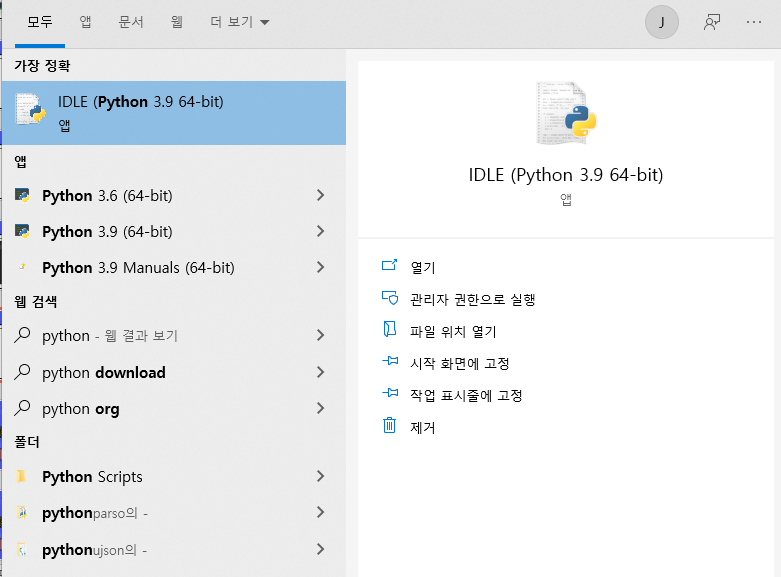 모두 앱 문서 웹 더 보기 J
가장 정확
IDLE (Python 3.9 64-bit)
앱
앱
Python 3.6 (64-bit)
Python 3.9 (64-bit)
Python 3.9 Manuals (64-bit)
웹 검색
python - 웹 결과 보기
python download
python org
폴더
Python Scripts
pythonparso의 -
pythonujson의 -
IDLE (Python 3.9 64-bit)
앱
열기
관리자 권한으로 실행
파일 위치 열기
시작 화면에 고정
작업 표시줄에 고정
제거